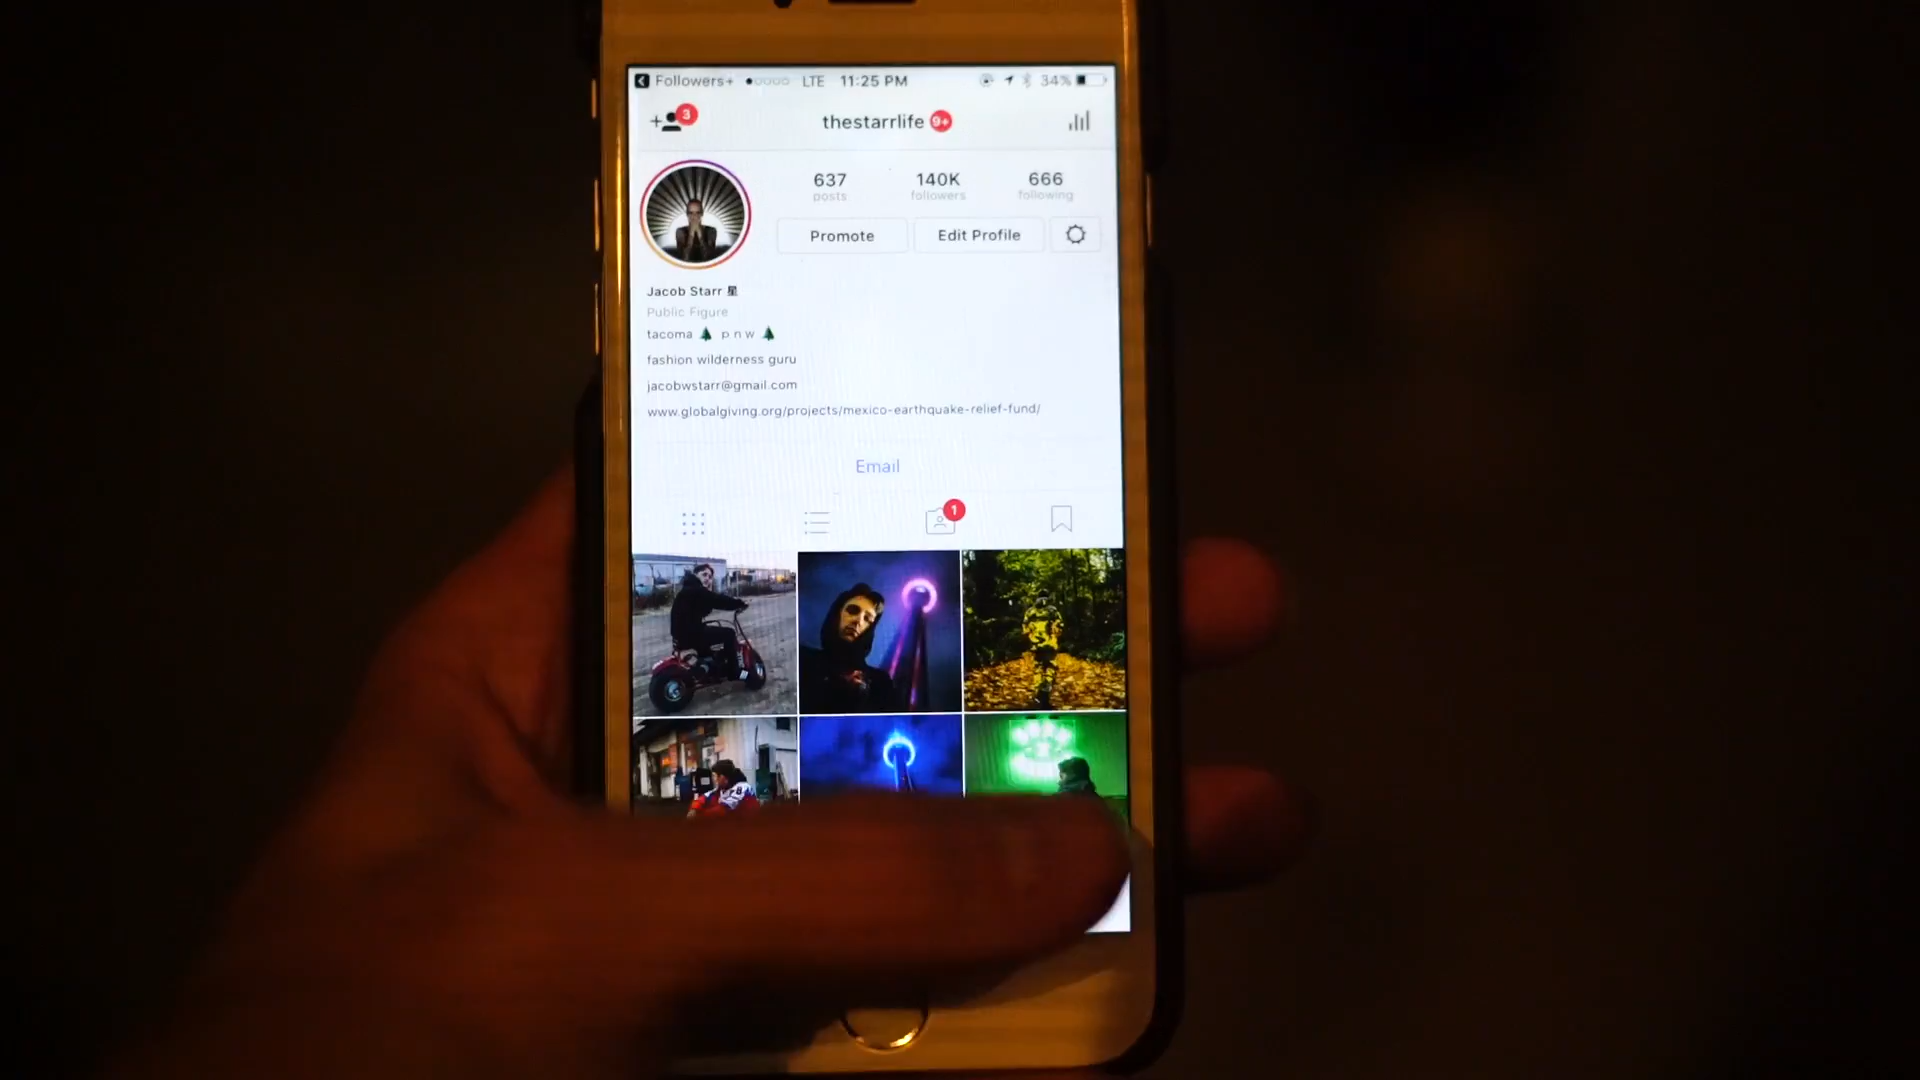 Followers+ LTE 11:25 PM 34%
3
thestarrlife 9+
637 140K 666
posts followers following
Promote Edit Profile
Jacob Starr 星
Public Figure
tacoma 🌲 p n w 🌲
fashion wilderness guru
jacobwstarr@gmail.com
www.globalgiving.org/projects/mexico-earthquake-relief-fund/
Email
1